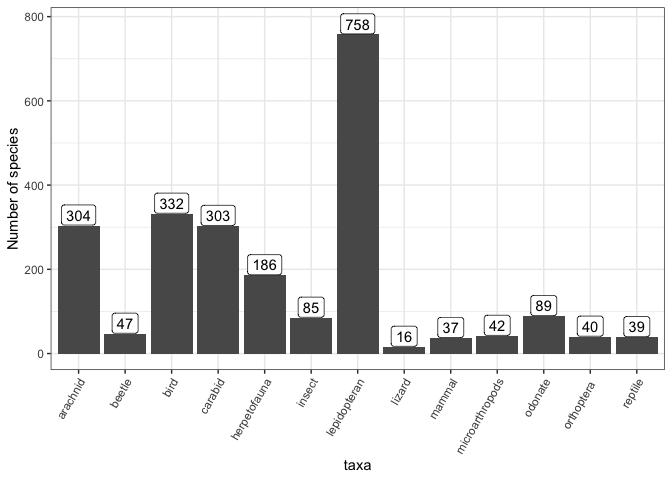 800
600
400
200
0
Number of species
304
47
332
303
186
85
758
16
37
42
89
40
39
arachnid
beetle
bird
carabid
herpetofauna
insect
lepidopteran
lizard
mammal
microarthropods
odonate
orthoptera
reptile
taxa